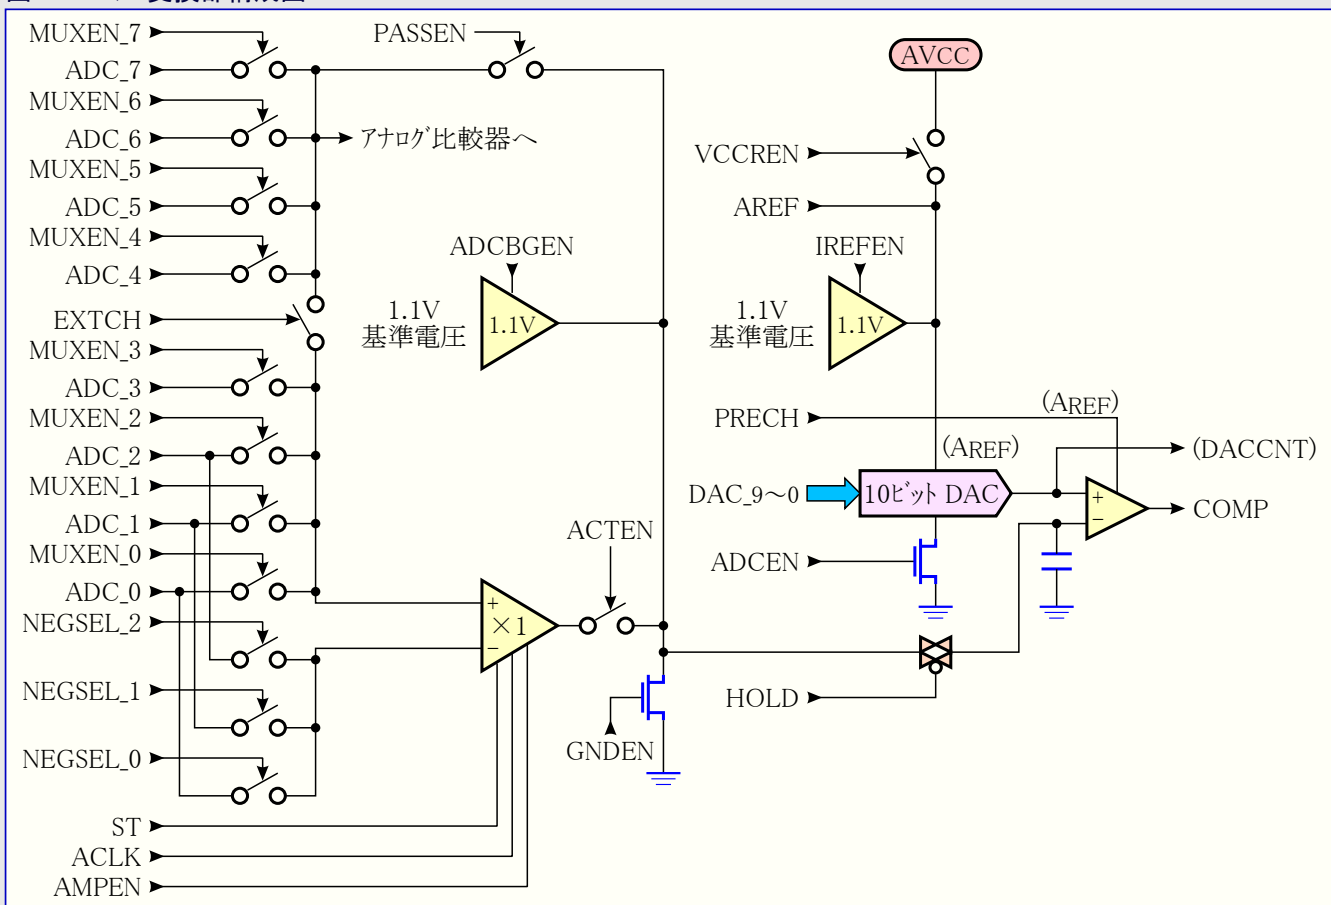 MUXEN_7
ADC_7
MUXEN_6
ADC_6
MUXEN_5
ADC_5
MUXEN_4
ADC_4
EXTCH
MUXEN_3
ADC_3
MUXEN_2
ADC_2
MUXEN_1
ADC_1
MUXEN_0
ADC_0
NEGSEL_2
NEGSEL_1
NEGSEL_0
ST
ACLK
AMPEN
PASSEN
アナログ比較器へ
ADCBGEN
1.1V
基準電圧
1.1V
ACTEN
+
×1
−
GNDEN
AVCC
VCCREN
AREF
IREFEN
1.1V
基準電圧
1.1V
PRECH
(AREF)
(AREF)
(DACCNT)
DAC_9～0
10ビット DAC
+
−
COMP
ADCEN
HOLD